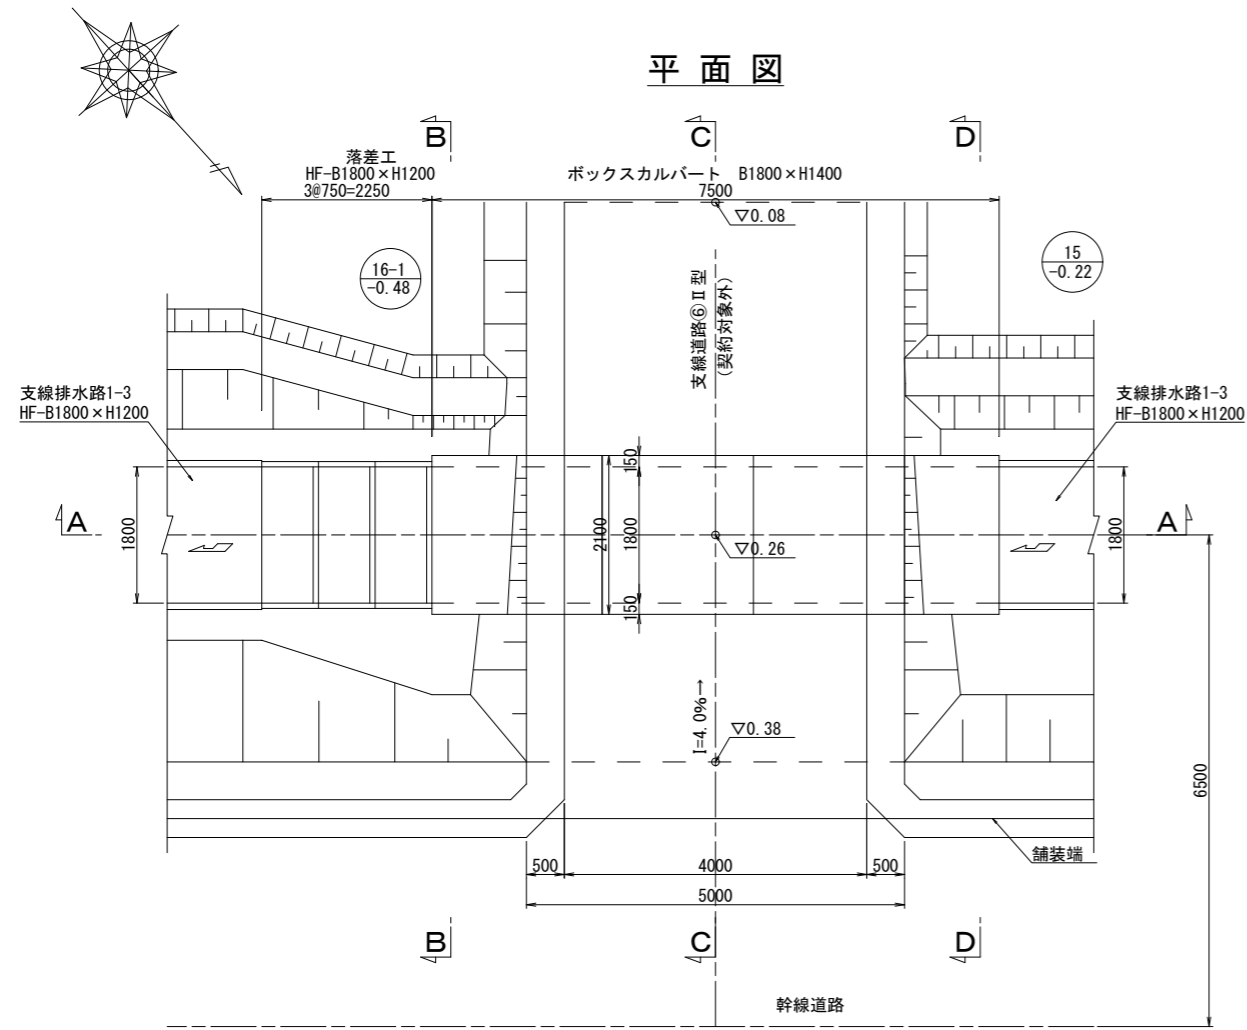 平面図
B
C
D
落差工
HF-B1800×H1200
3@750=2250
ボックスカルバート B1800×H1400
7500
▽0.08
16-1
-0.48
15
-0.22
支線道路⑥Ⅱ型
(契約対象外)
支線排水路1-3
HF-B1800×H1200
支線排水路1-3
HF-B1800×H1200
A
1800
2100
150
1800
150
▽0.26
1800
A
I=4.0%→
▽0.38
6500
舗装端
500
4000
500
5000
B
C
D
幹線道路